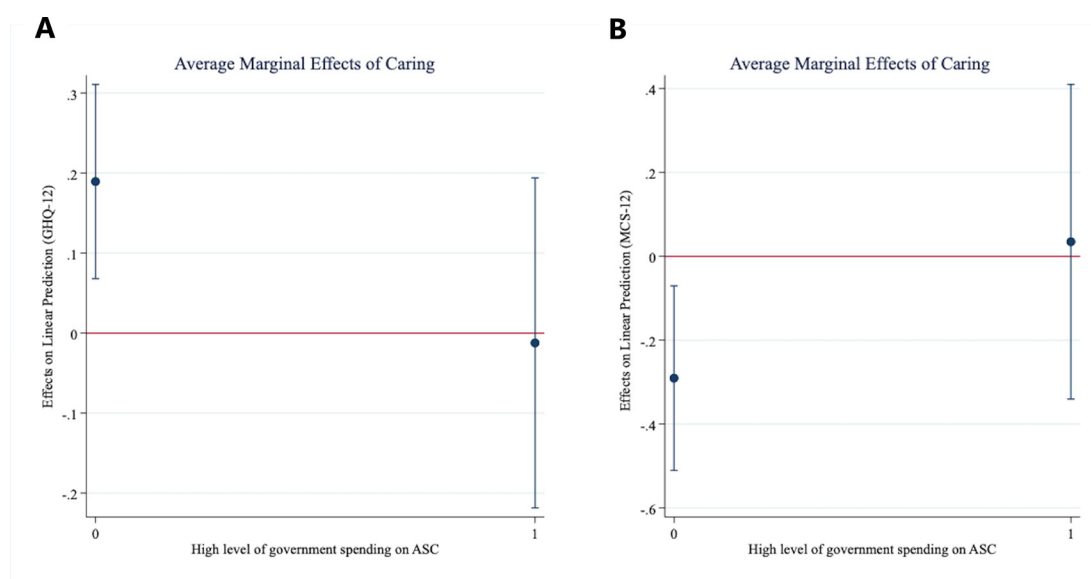 A
Average Marginal Effects of Caring
Effects on Linear Prediction (GHQ-12)
.3
.2
.1
0
-.1
-.2
0 1
High level of government spending on ASC
B
Average Marginal Effects of Caring
Effects on Linear Prediction (MCS-12)
.4
.2
0
-.2
-.4
-.6
0 1
High level of government spending on ASC